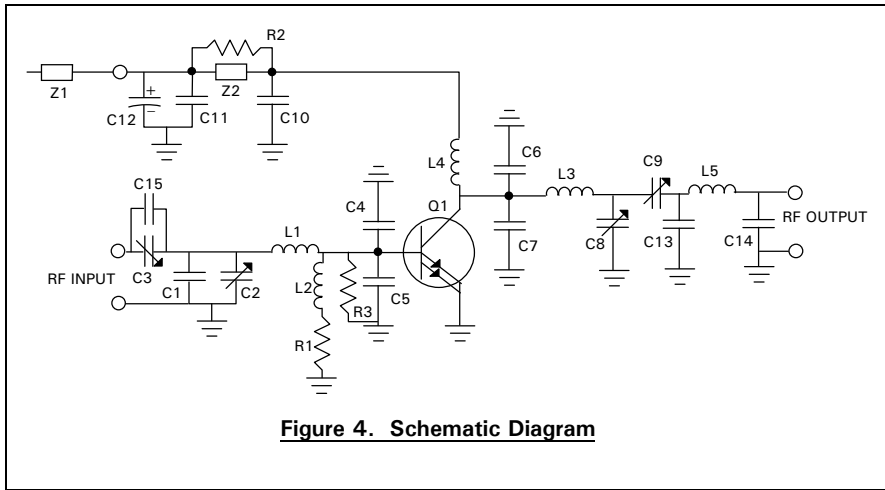 R2
Z1
Z2
C12
+
−
C11
C10
L4
C6
C15
C4
Q1
L3
C9
L5
L1
C7
C8
C13
C14
RF OUTPUT
RF INPUT
C3
C1
C2
L2
R3
C5
R1
Figure 4. Schematic Diagram